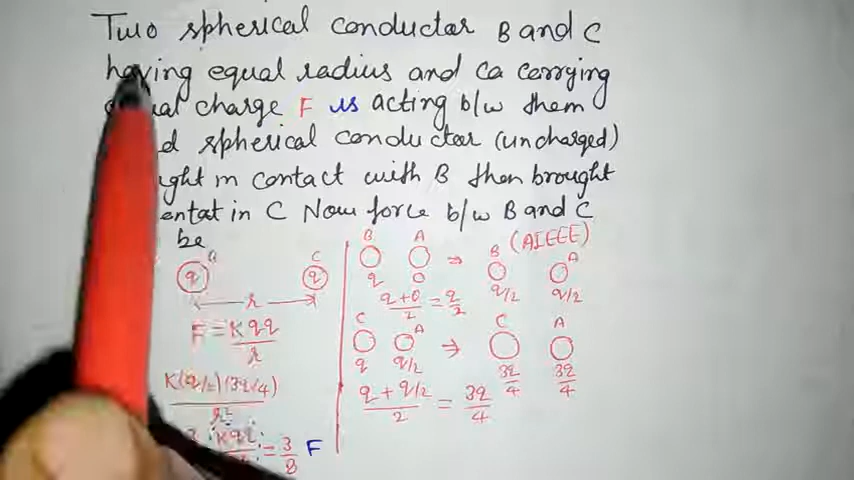 Two spherical conductor B and C
having equal radius and ca carrying
charge F is acting b/w them
spherical conductor (uncharged)
in contact with B then brought
in C Now force b/w B and C
be (AIEEE)
B C
q q
r
F = Kqq
r
K(q/2)(3q/4)
r²
= 3/8 F
B A → B A
q 0 q/2 q/2
q+0/2 = q/2
C A → C A
q q/2 3q/4 3q/4
q + q/2 / 2 = 3q/4